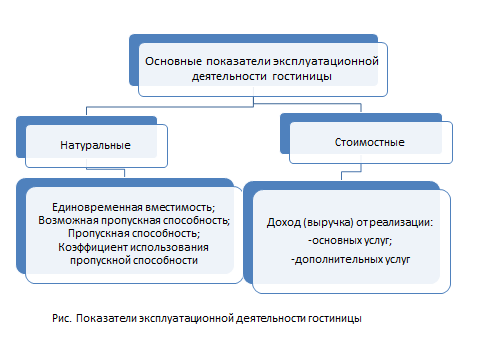 Основные показатели эксплуатационной
деятельности гостиницы
Натуральные
Стоимостные
Единовременная вместимость;
Возможная пропускная способность;
Пропускная способность;
Коэффициент использования
пропускной способности
Доход (выручка) от реализации:
-основных услуг;
-дополнительных услуг
Рис. Показатели эксплуатационной деятельности гостиницы